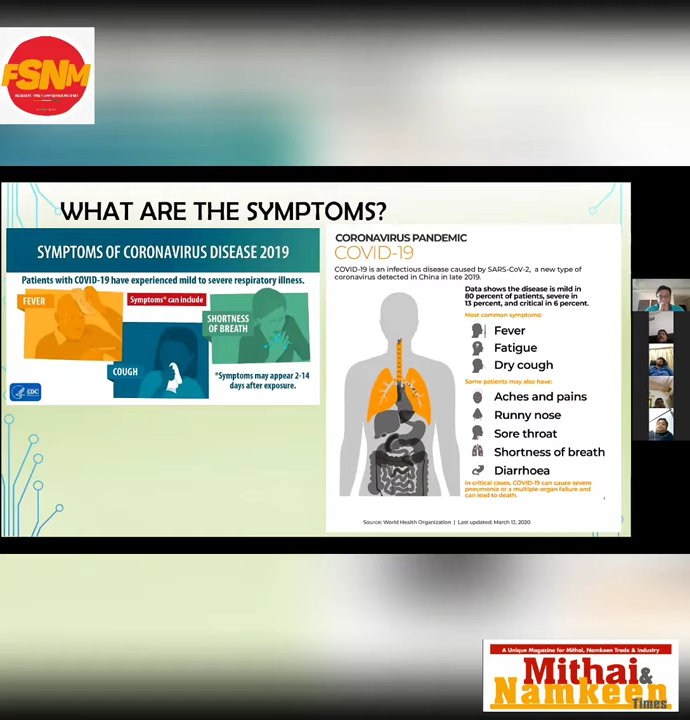 FSNM
WHAT ARE THE SYMPTOMS?
SYMPTOMS OF CORONAVIRUS DISEASE 2019
Patients with COVID-19 have experienced mild to severe respiratory illness.
FEVER
Symptoms* can include
SHORTNESS
OF BREATH
COUGH
*Symptoms may appear 2-14
days after exposure.
CDC
CORONAVIRUS PANDEMIC
COVID-19
COVID-19 is an infectious disease caused by SARS-CoV-2, a new type of
coronavirus detected in China in late 2019.
Data shows the disease is mild in
80 percent of patients, severe in
13 percent, and critical in 6 percent.
Most common symptoms:
Fever
Fatigue
Dry cough
Some patients may also have:
Aches and pains
Runny nose
Sore throat
Shortness of breath
Diarrhoea
In critical cases, COVID-19 can cause severe
pneumonia or a multiple-organ failure and
can lead to death.
Source: World Health Organization | Last updated: March 12, 2020
A Unique Magazine for Mithai, Namkeen Trade & Industry
Mithai &
Namkeen
Times